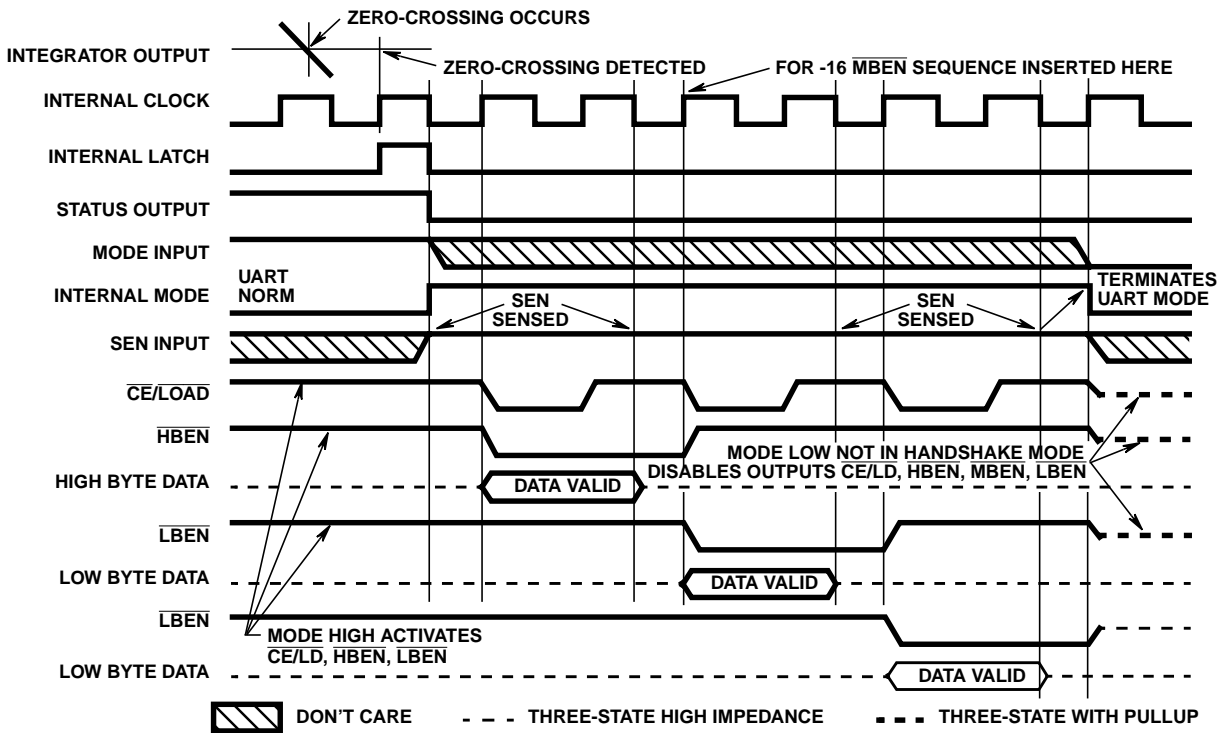 ZERO-CROSSING OCCURS
INTEGRATOR OUTPUT
ZERO-CROSSING DETECTED
FOR -16 MBEN SEQUENCE INSERTED HERE
INTERNAL CLOCK
INTERNAL LATCH
STATUS OUTPUT
MODE INPUT
INTERNAL MODE
UART
NORM
SEN
SENSED
SEN
SENSED
TERMINATES
UART MODE
SEN INPUT
CE/LOAD
HBEN
MODE LOW NOT IN HANDSHAKE MODE
DISABLES OUTPUTS CE/LD, HBEN, MBEN, LBEN
HIGH BYTE DATA
DATA VALID
LBEN
LOW BYTE DATA
DATA VALID
LBEN
MODE HIGH ACTIVATES
CE/LD, HBEN, LBEN
LOW BYTE DATA
DATA VALID
DON'T CARE
THREE-STATE HIGH IMPEDANCE
THREE-STATE WITH PULLUP